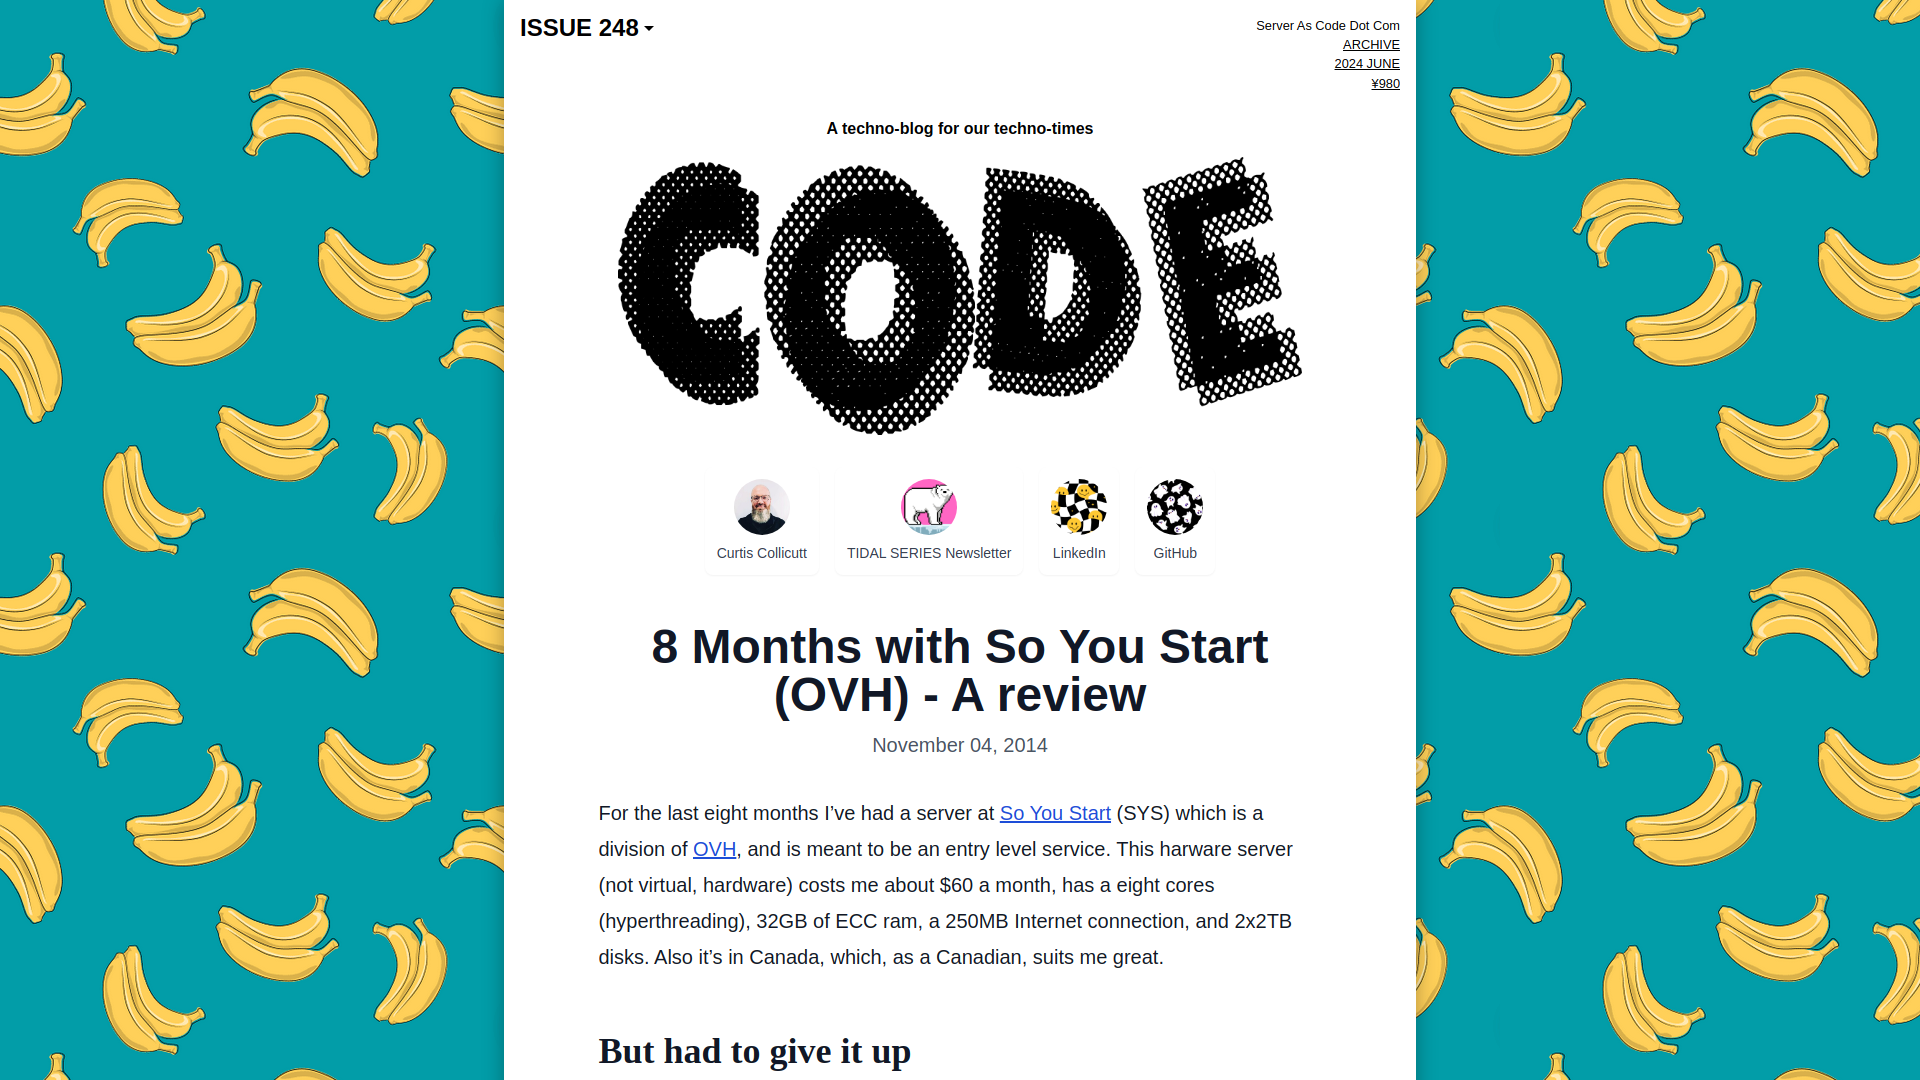 ISSUE 248
Server As Code Dot Com
ARCHIVE
2024 JUNE
¥980
A techno-blog for our techno-times
CODE
Curtis Collicutt
TIDAL SERIES Newsletter
LinkedIn
GitHub
8 Months with So You Start
(OVH) - A review
November 04, 2014
For the last eight months I’ve had a server at So You Start (SYS) which is a
division of OVH, and is meant to be an entry level service. This harware server
(not virtual, hardware) costs me about $60 a month, has a eight cores
(hyperthreading), 32GB of ECC ram, a 250MB Internet connection, and 2x2TB
disks. Also it’s in Canada, which, as a Canadian, suits me great.
But had to give it up